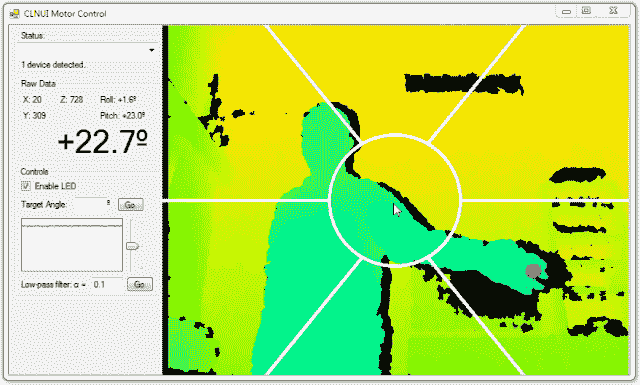 CLNUI Motor Control
Status:
1 device detected.
Raw Data
X: 20 Z: 728 Roll: +1.6º
Y: 309 Pitch: +23.0º
+22.7º
Controls
Enable LED
Target Angle: º Go
Low-pass filter: α = 0.1 Go